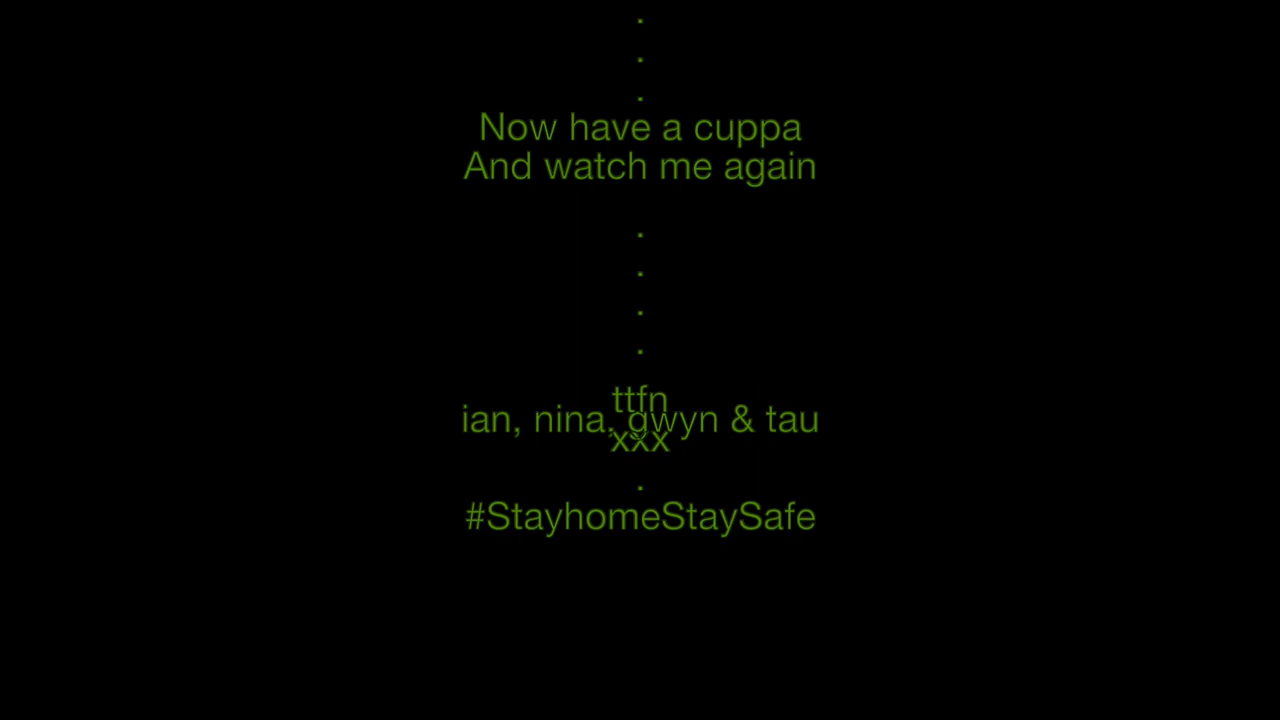 .
.
.
Now have a cuppa
And watch me again
.
.
.
.
ttfn
ian, nina, gwyn & tau
xxx
.
#StayhomeStaySafe